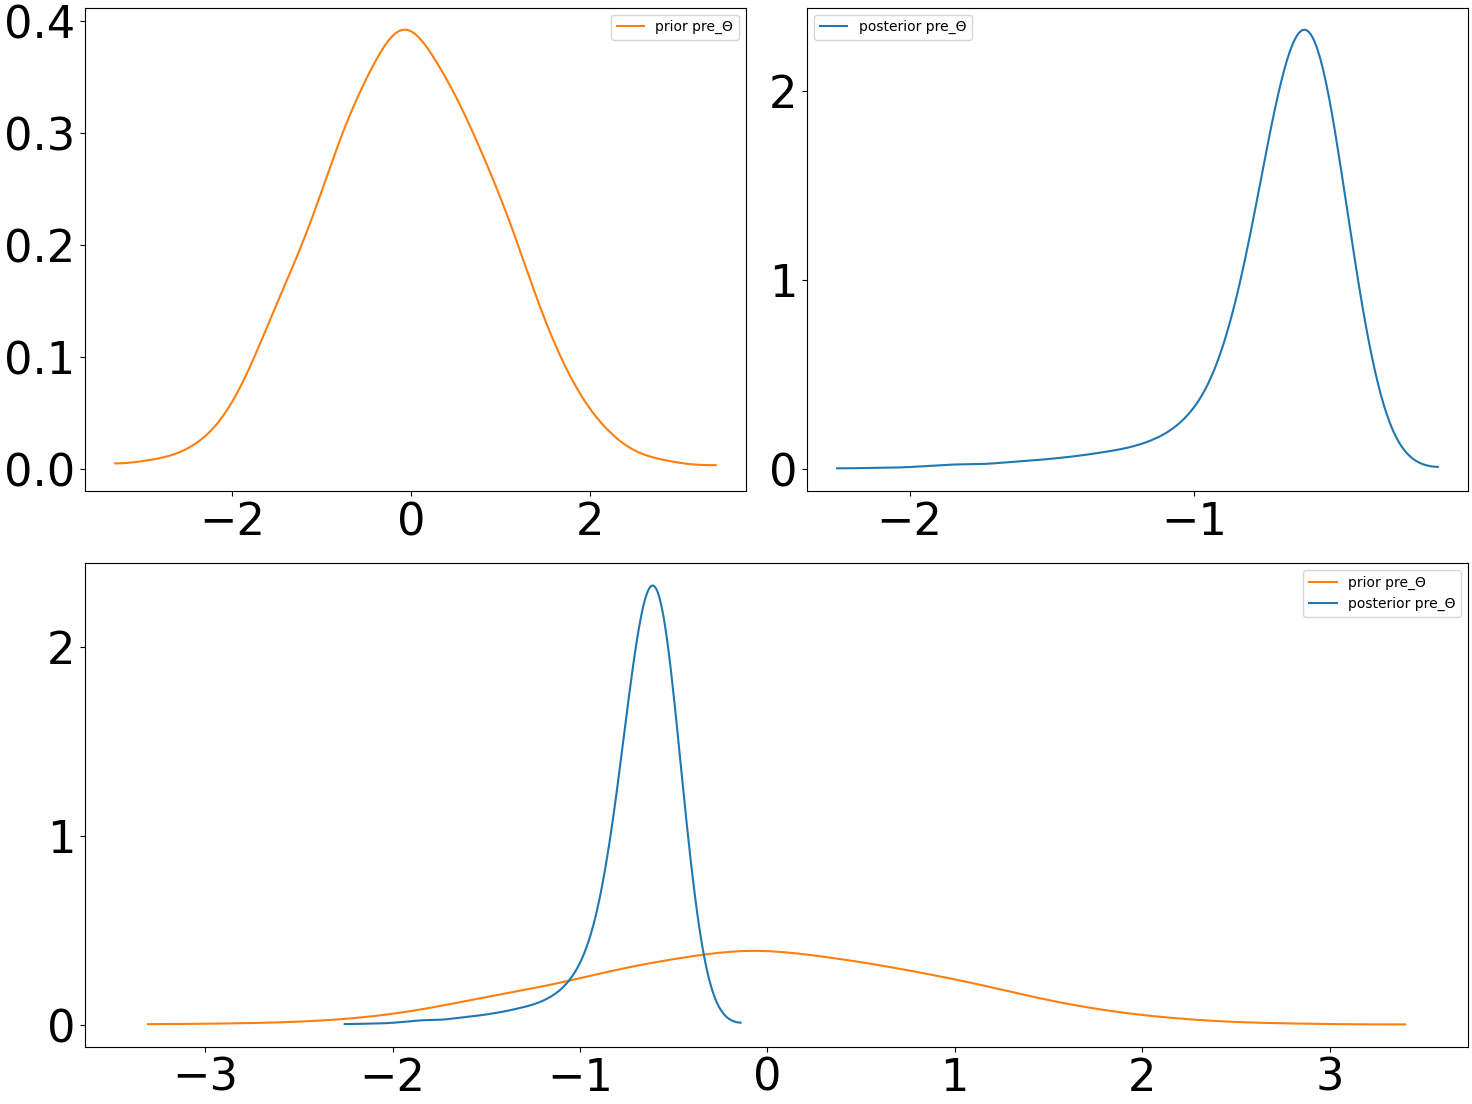 0.4
0.3
0.2
0.1
0.0
−2 0 2
prior pre_Θ
2
1
0
−2 −1
posterior pre_Θ
2
1
0
−3 −2 −1 0 1 2 3
prior pre_Θ
posterior pre_Θ